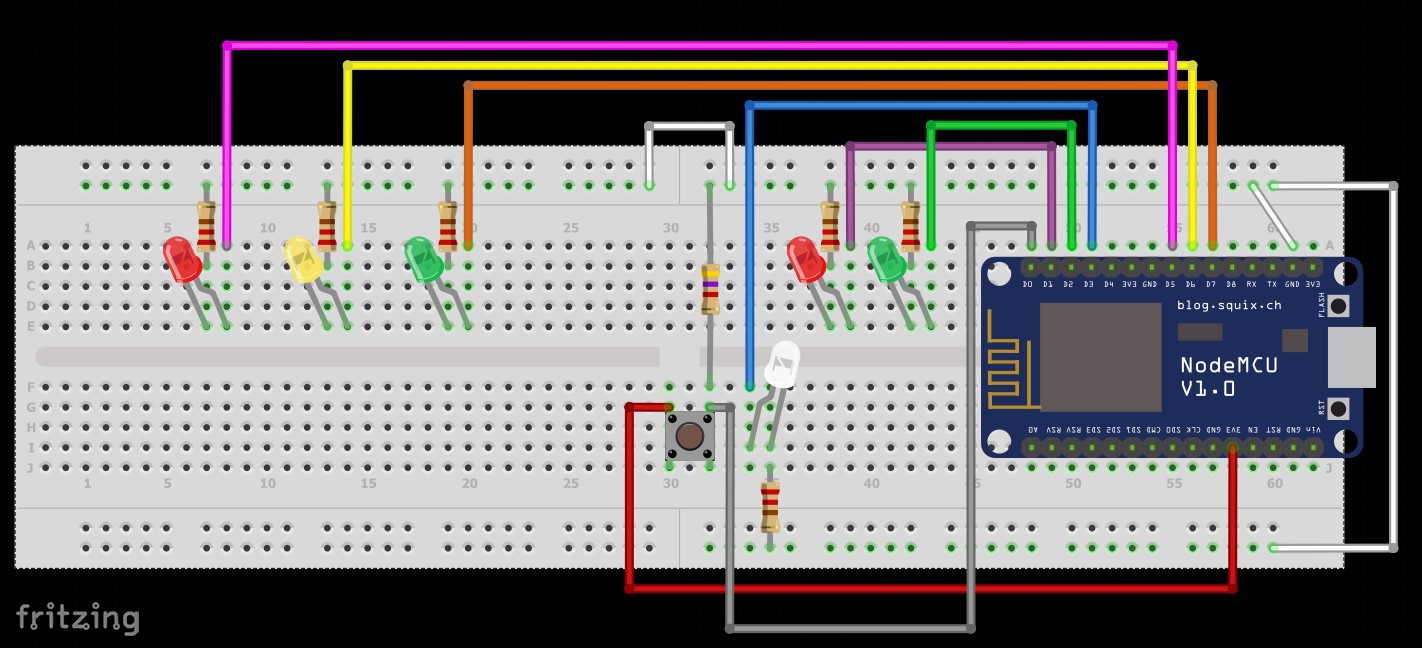 1 5 10 15 20 25 30 35 40 50 55 60
A A
B
C
D
E
D0 D1 D2 D3 D4 3V3 GND D5 D6 D7 D8 RX TX GND 3V3
FLASH
blog.squix.ch
NodeMCU
V1.0
RST
F
G
H
I
J J
A0 RSV RSV SD3 SD2 SD1 CMD SD0 CLK GND 3V3 EN RST GND Vin
1 5 10 15 20 25 30 40 45 50 55 60
fritzing